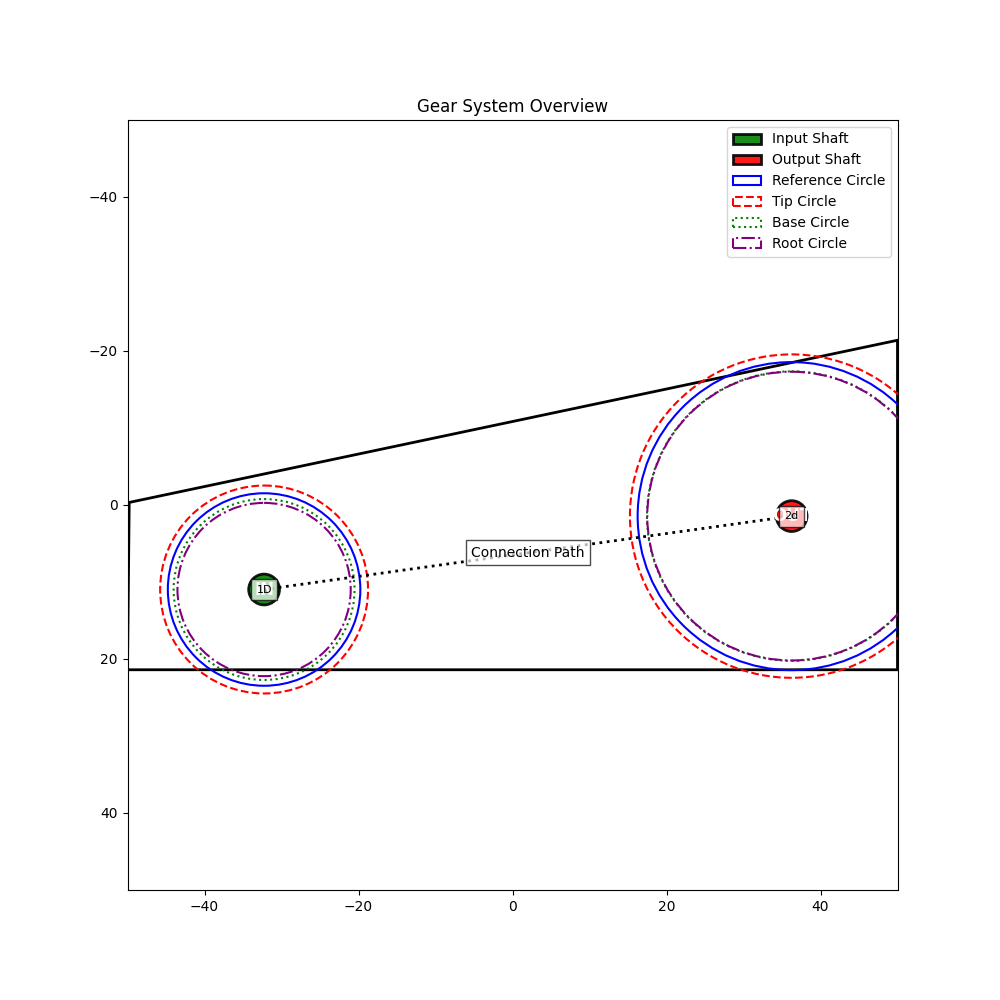 Gear System Overview
Input Shaft
Output Shaft
Reference Circle
Tip Circle
Base Circle
Root Circle
−40
−20
0
20
40
1D
Connection Path
2d
−40
−20
0
20
40